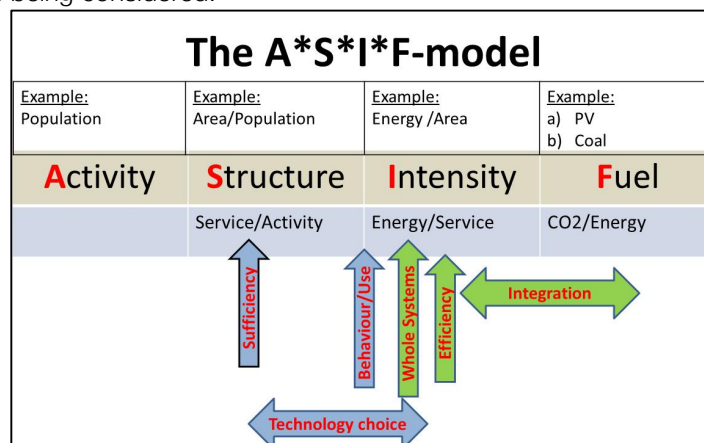 being considered.
The A*S*I*F-model
Example:
Population
Example:
Area/Population
Example:
Energy /Area
Example:
a) PV
b) Coal
Activity
Structure
Intensity
Fuel
Service/Activity
Energy/Service
CO2/Energy
Sufficiency
Behaviour/Use
Whole Systems
Efficiency
Integration
Technology choice